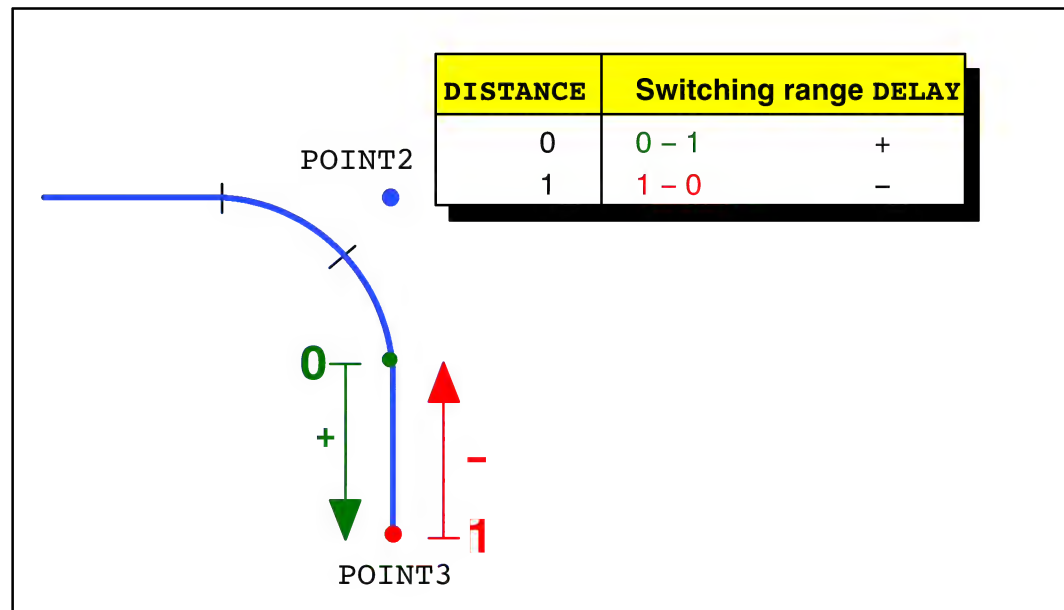 DISTANCE Switching range DELAY
0 0 – 1 +
1 1 – 0 –
POINT2
0
+
–
1
POINT3